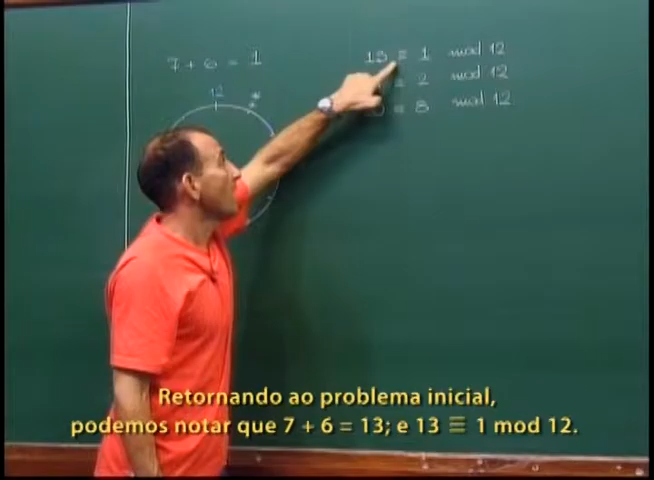 7 + 6 = 1
13 ≡ 1 mod 12
≡ 2 mod 12
≡ 8 mod 12
12
Retornando ao problema inicial,
podemos notar que 7 + 6 = 13; e 13 ≡ 1 mod 12.